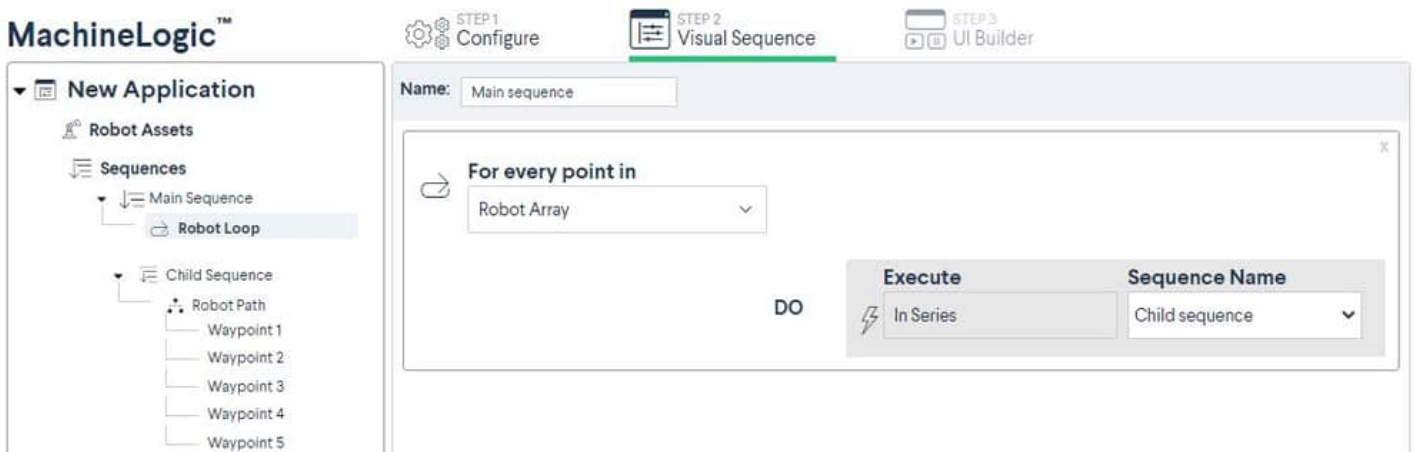 MachineLogic™
STEP 1
Configure
STEP 2
Visual Sequence
STEP 3
UI Builder
New Application
Robot Assets
Sequences
Main Sequence
Robot Loop
Child Sequence
Robot Path
Waypoint 1
Waypoint 2
Waypoint 3
Waypoint 4
Waypoint 5
Name: Main sequence
X
For every point in
Robot Array
DO
Execute
In Series
Sequence Name
Child sequence